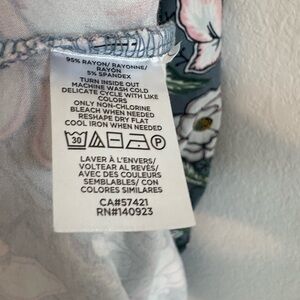 95% RAYON/ RAYONNE/
RAYÓN
5% SPANDEX
TURN INSIDE OUT
MACHINE WASH COLD
DELICATE CYCLE WITH LIKE
COLORS
ONLY NON-CHLORINE
BLEACH WHEN NEEDED
RESHAPE DRY FLAT
COOL IRON WHEN NEEDED
30 P
LAVER À L'ENVERS/
VOLTEAR AL REVÉS/
AVEC DES COULEURS
SEMBLABLES/ CON
COLORES SIMILARES
CA#57421
RN#140923